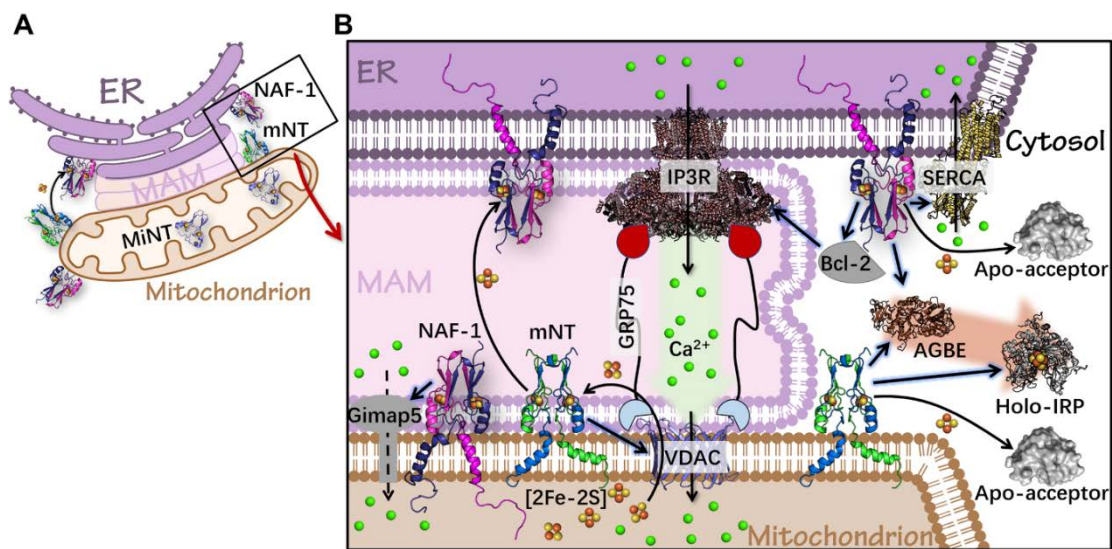 A
ER
NAF-1
mNT
MAM
MiNT
Mitochondrion
B
ER
Cytosol
IP3R
SERCA
Bcl-2
Apo-acceptor
MAM
GRP75
NAF-1
mNT
Ca²⁺
AGBE
Gimap5
Holo-IRP
VDAC
[2Fe-2S]
Apo-acceptor
Mitochondrion